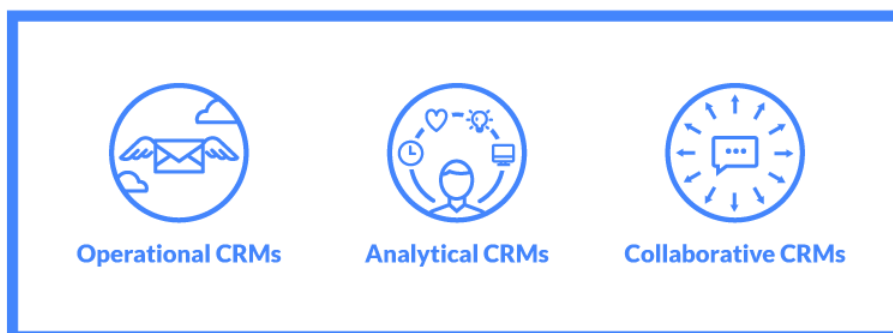 Operational CRMs
Analytical CRMs
Collaborative CRMs